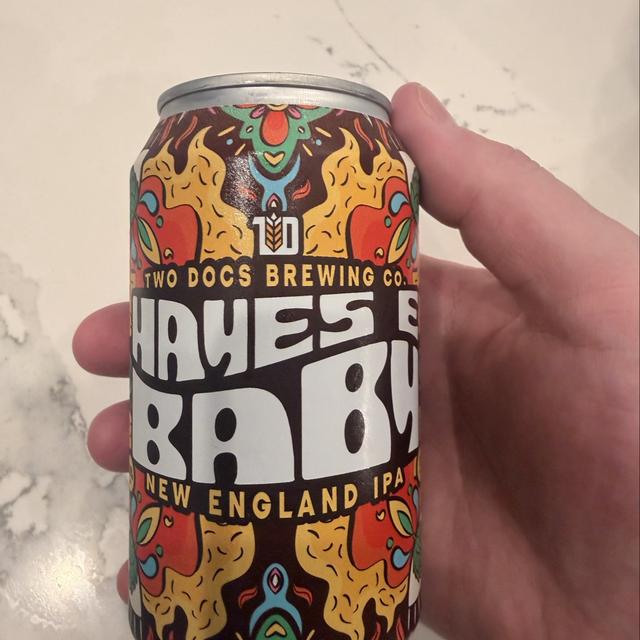 TWO DOCS BREWING CO.
HAYES E
BABY
NEW ENGLAND IPA